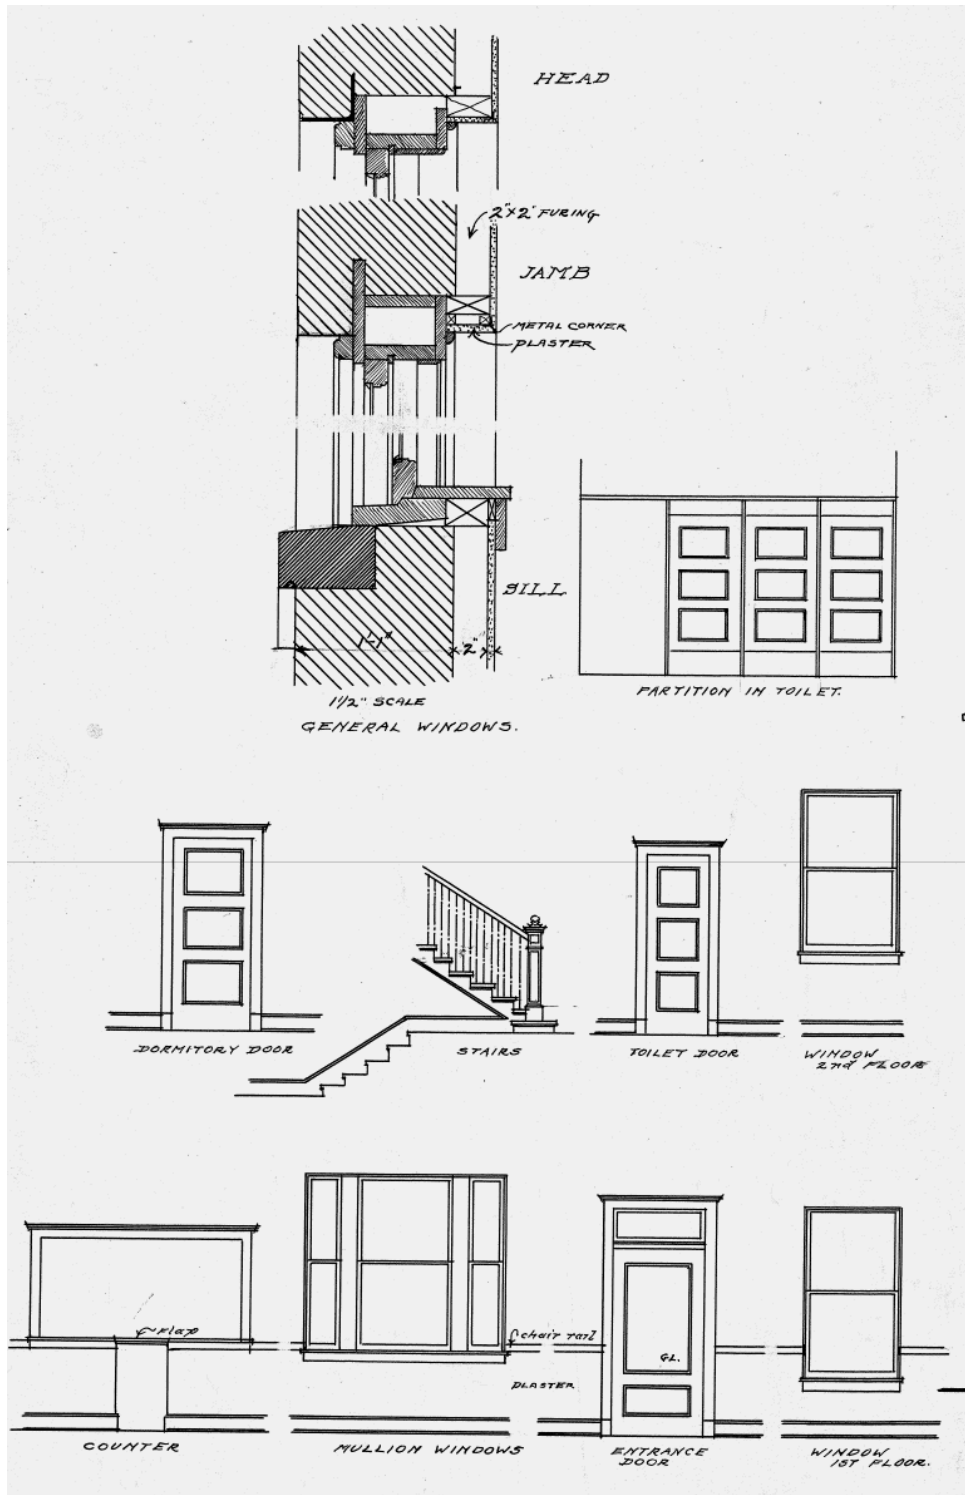 HEAD
2"X2" FURING
JAMB
METAL CORNER
PLASTER
SILL
1'-1"
2"
1 1/2" SCALE
GENERAL WINDOWS.
PARTITION IN TOILET.
DORMITORY DOOR
STAIRS
TOILET DOOR
WINDOW
2nd FLOOR
Flap
chair rail
GL.
PLASTER
COUNTER
MULLION WINDOWS
ENTRANCE
DOOR
WINDOW
1ST FLOOR.